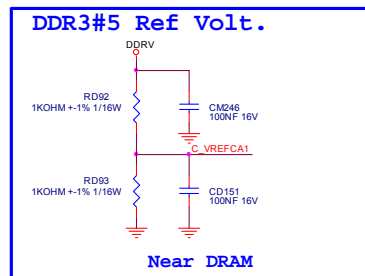 DDR3#5 Ref Volt.
DDRV
RD92
1KOHM +-1% 1/16W
CM246
100NF 16V
C_VREFCA1
RD93
1KOHM +-1% 1/16W
CD151
100NF 16V
Near DRAM